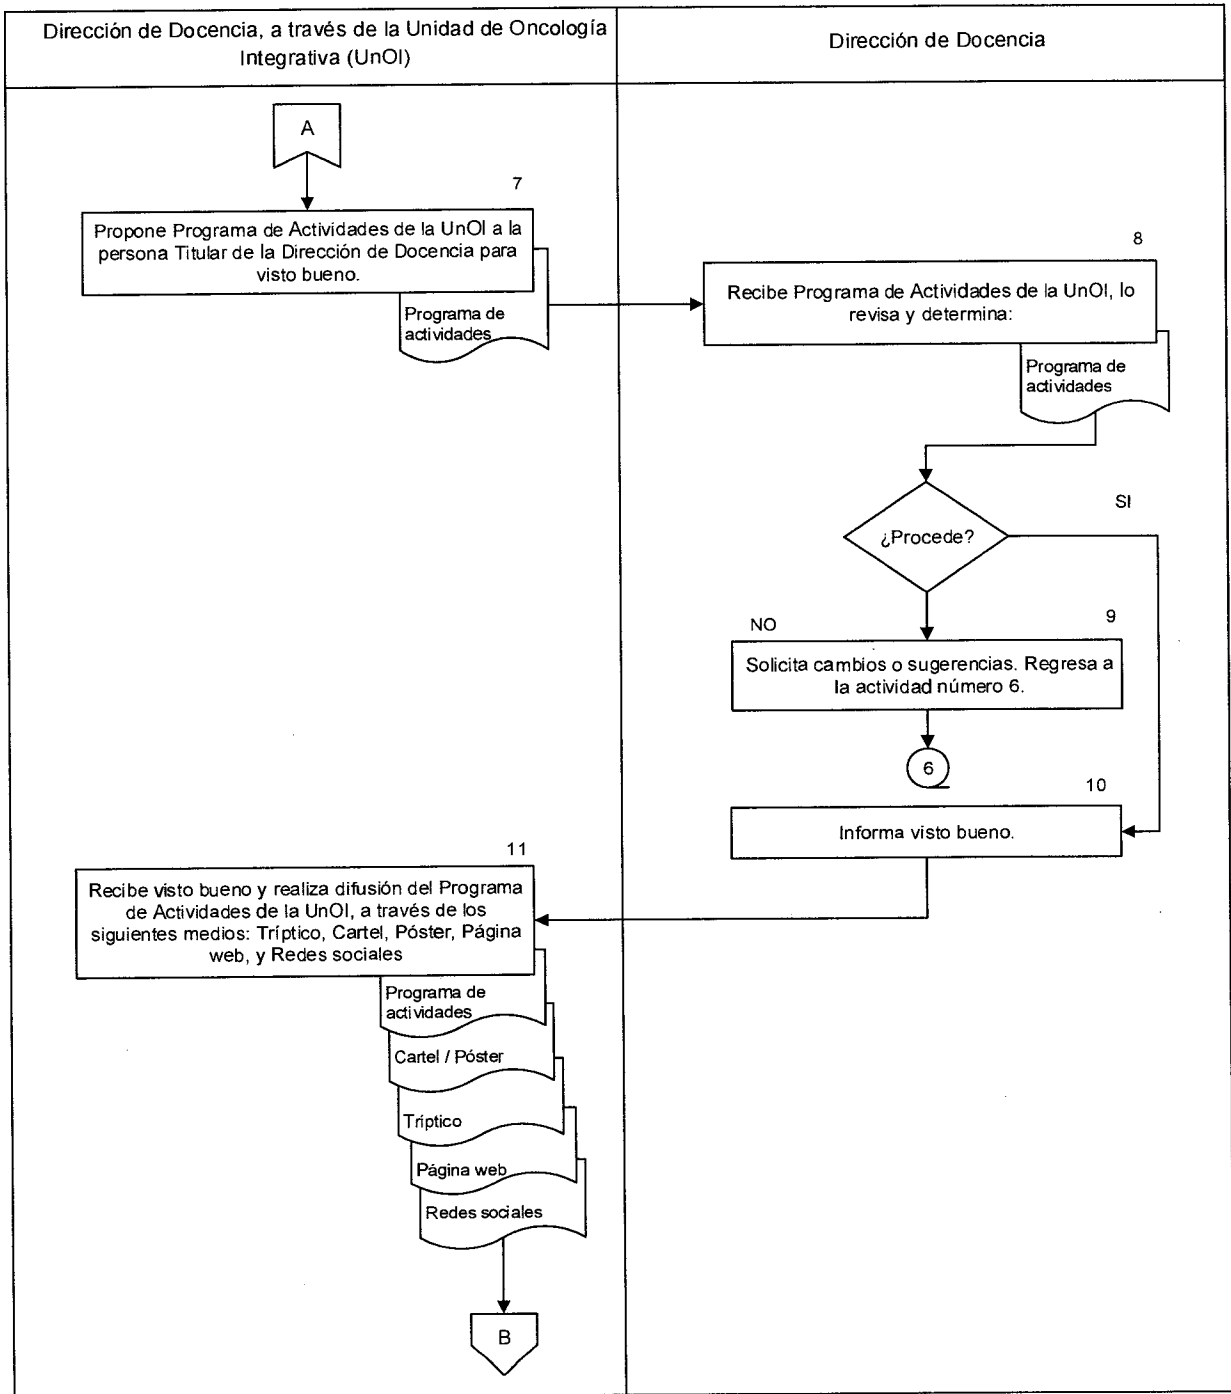 Dirección de Docencia, a través de la Unidad de Oncología
Integrativa (UnOI)
Dirección de Docencia
A
7
Propone Programa de Actividades de la UnOI a la
persona Titular de la Dirección de Docencia para
visto bueno.
Programa de
actividades
8
Recibe Programa de Actividades de la UnOI, lo
revisa y determina:
Programa de
actividades
¿Procede?
SI
NO
9
Solicita cambios o sugerencias. Regresa a
la actividad número 6.
6
10
Informa visto bueno.
11
Recibe visto bueno y realiza difusión del Programa
de Actividades de la UnOI, a través de los
siguientes medios: Tríptico, Cartel, Póster, Página
web, y Redes sociales
Programa de
actividades
Cartel / Póster
Tríptico
Página web
Redes sociales
B